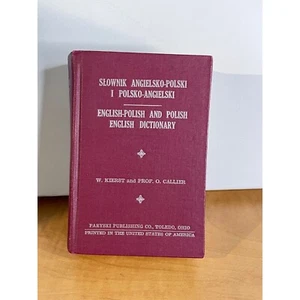 SŁOWNIK ANGIELSKO-POLSKI
I POLSKO-ANGIELSKI
ENGLISH-POLISH AND POLISH
ENGLISH DICTIONARY
W. KIERST and PROF. O. CALLIER
PARYSKI PUBLISHING CO., TOLEDO, OHIO
PRINTED IN THE UNITED STATES OF AMERICA